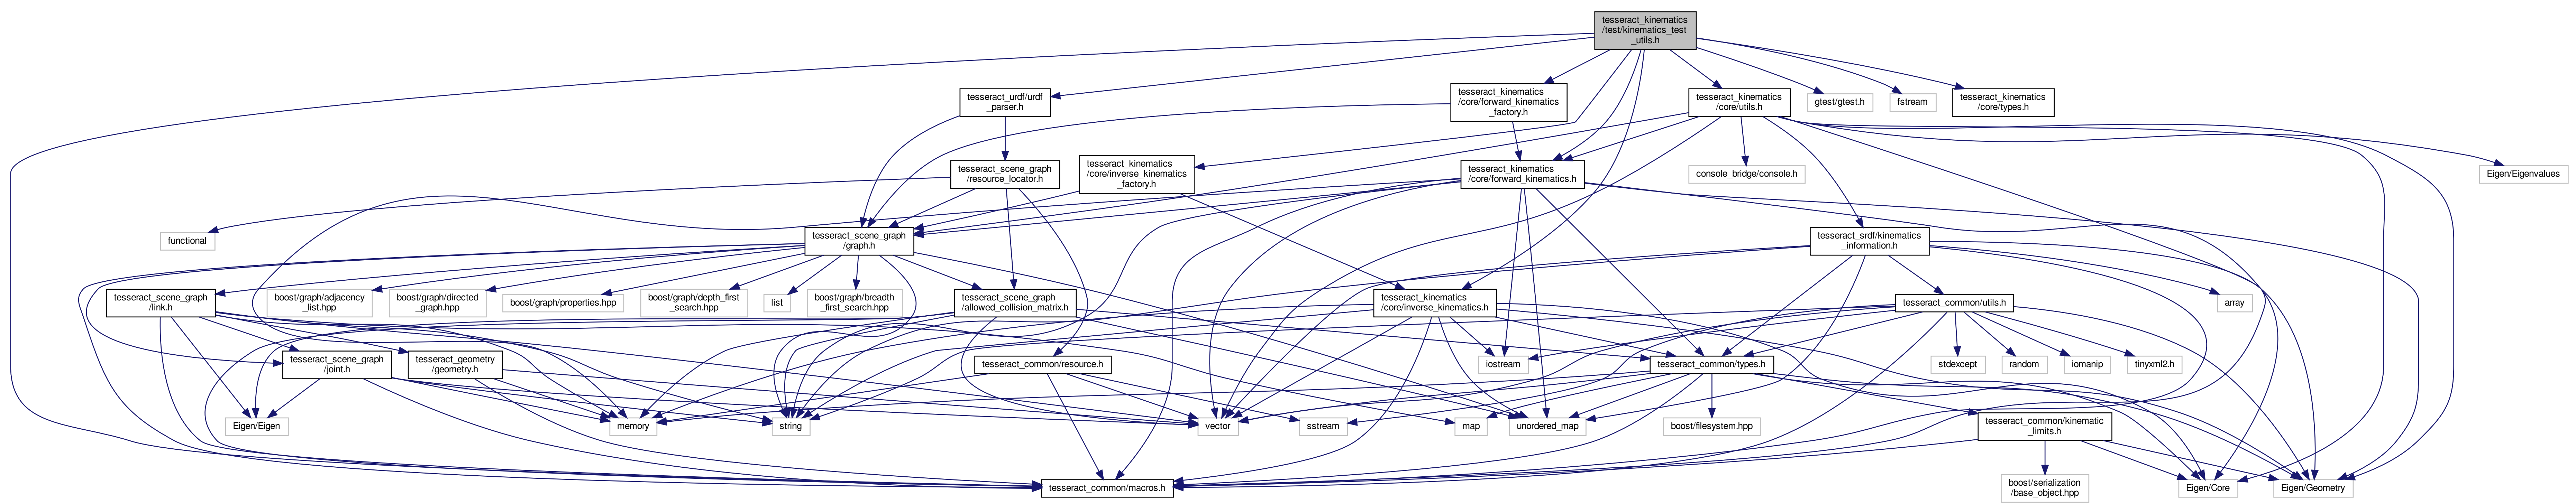 tesseract_kinematics
/test/kinematics_test
_utils.h
tesseract_urdf/urdf
_parser.h
tesseract_kinematics
/core/forward_kinematics
_factory.h
tesseract_kinematics
/core/utils.h
gtest/gtest.h
fstream
tesseract_kinematics
/core/types.h
tesseract_scene_graph
/resource_locator.h
tesseract_kinematics
/core/inverse_kinematics
_factory.h
tesseract_kinematics
/core/forward_kinematics.h
console_bridge/console.h
Eigen/Eigenvalues
functional
tesseract_scene_graph
/graph.h
tesseract_srdf/kinematics
_information.h
tesseract_scene_graph
/link.h
boost/graph/adjacency
_list.hpp
boost/graph/directed
_graph.hpp
boost/graph/properties.hpp
boost/graph/depth_first
_search.hpp
list
boost/graph/breadth
_first_search.hpp
tesseract_scene_graph
/allowed_collision_matrix.h
tesseract_kinematics
/core/inverse_kinematics.h
tesseract_common/utils.h
array
tesseract_scene_graph
/joint.h
tesseract_geometry
/geometry.h
tesseract_common/resource.h
iostream
tesseract_common/types.h
stdexcept
random
iomanip
tinyxml2.h
Eigen/Eigen
memory
string
vector
sstream
map
unordered_map
boost/filesystem.hpp
tesseract_common/kinematic
_limits.h
tesseract_common/macros.h
boost/serialization
/base_object.hpp
Eigen/Core
Eigen/Geometry